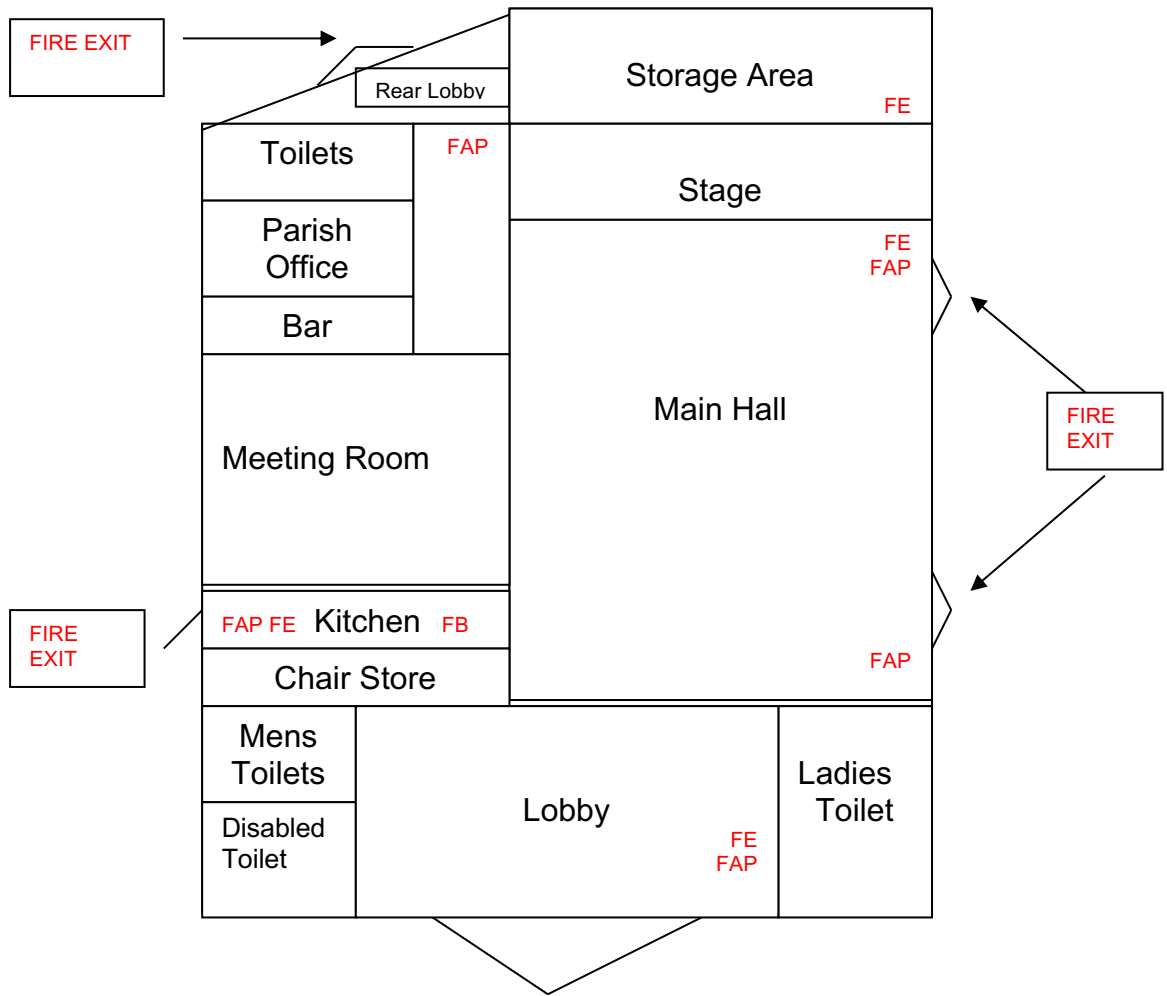 FIRE EXIT
Storage Area
Rear Lobby
FE
Toilets
FAP
Stage
Parish
Office
FE
FAP
Bar
Main Hall
FIRE
EXIT
Meeting Room
FIRE
EXIT
FAP FE Kitchen FB
FAP
Chair Store
Mens
Toilets
Ladies
Toilet
Lobby
Disabled
Toilet
FE
FAP